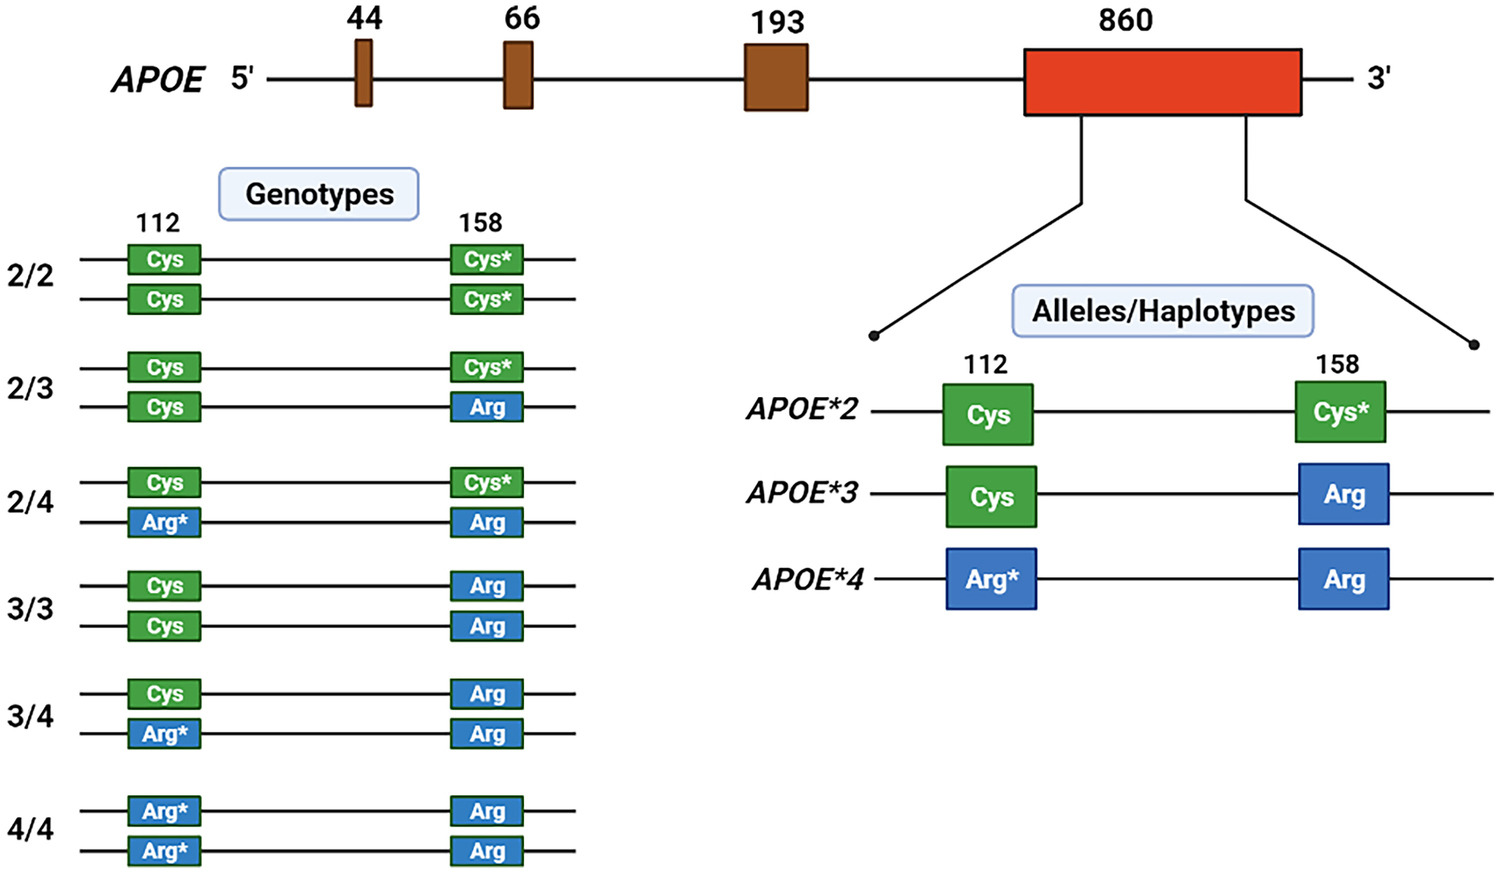 44 66 193 860
APOE 5' 3'
Genotypes
112 158
2/2
Cys Cys*
Cys Cys*
2/3
Cys Cys*
Cys Arg
2/4
Cys Cys*
Arg* Arg
3/3
Cys Arg
Cys Arg
3/4
Cys Arg
Arg* Arg
4/4
Arg* Arg
Arg* Arg
Alleles/Haplotypes
112 158
APOE*2 Cys Cys*
APOE*3 Cys Arg
APOE*4 Arg* Arg